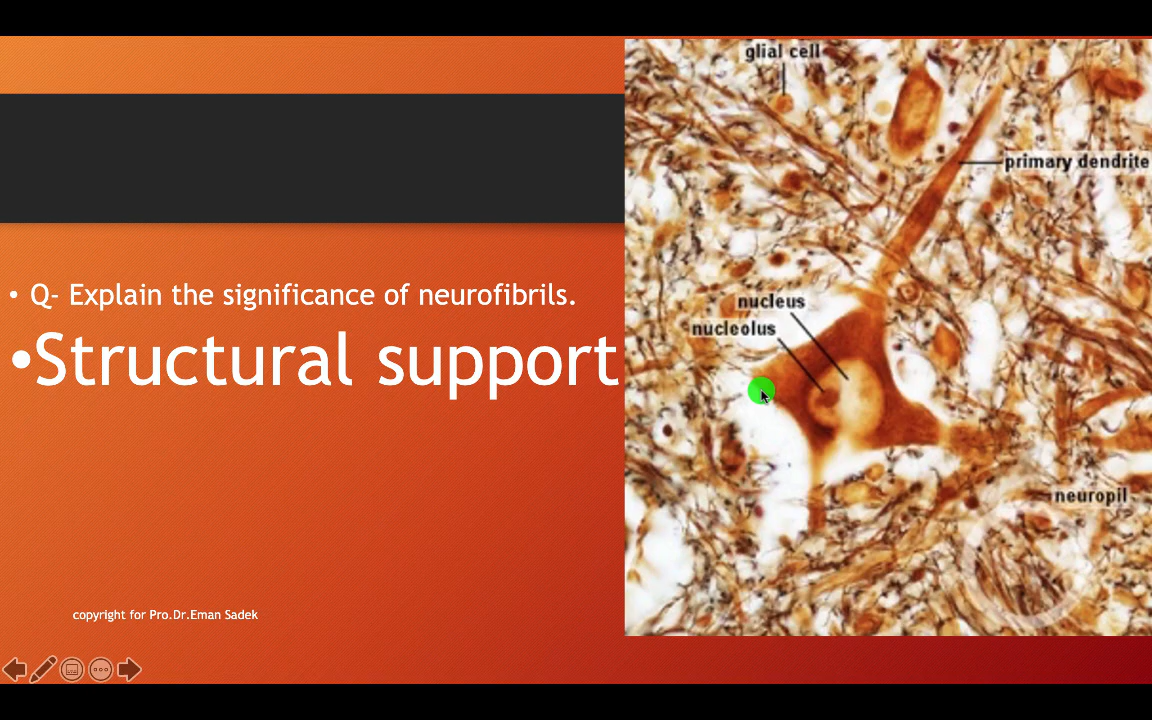 • Q- Explain the significance of neurofibrils.
•Structural support
copyright for Pro.Dr.Eman Sadek
glial cell
primary dendrite
nucleus
nucleolus
neuropil